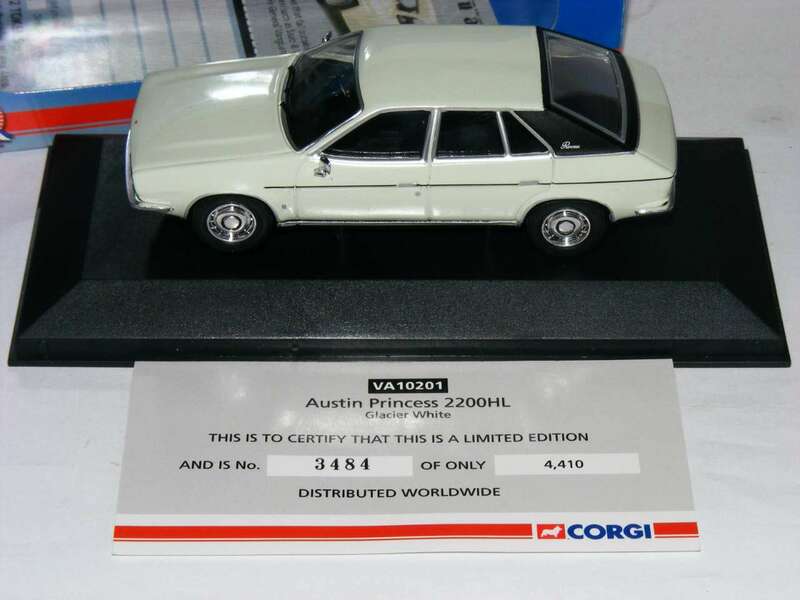 Princess
VA10201
Austin Princess 2200HL
Glacier White
THIS IS TO CERTIFY THAT THIS IS A LIMITED EDITION
AND IS No. 3484 OF ONLY 4,410
DISTRIBUTED WORLDWIDE
CORGI